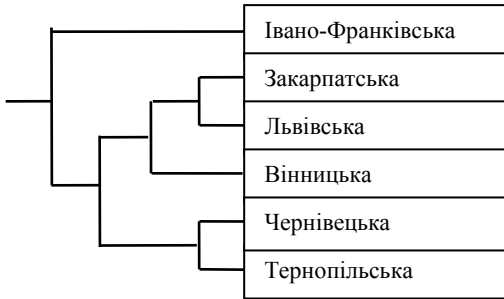 Івано-Франківська
Закарпатська
Львівська
Вінницька
Чернівецька
Тернопільська